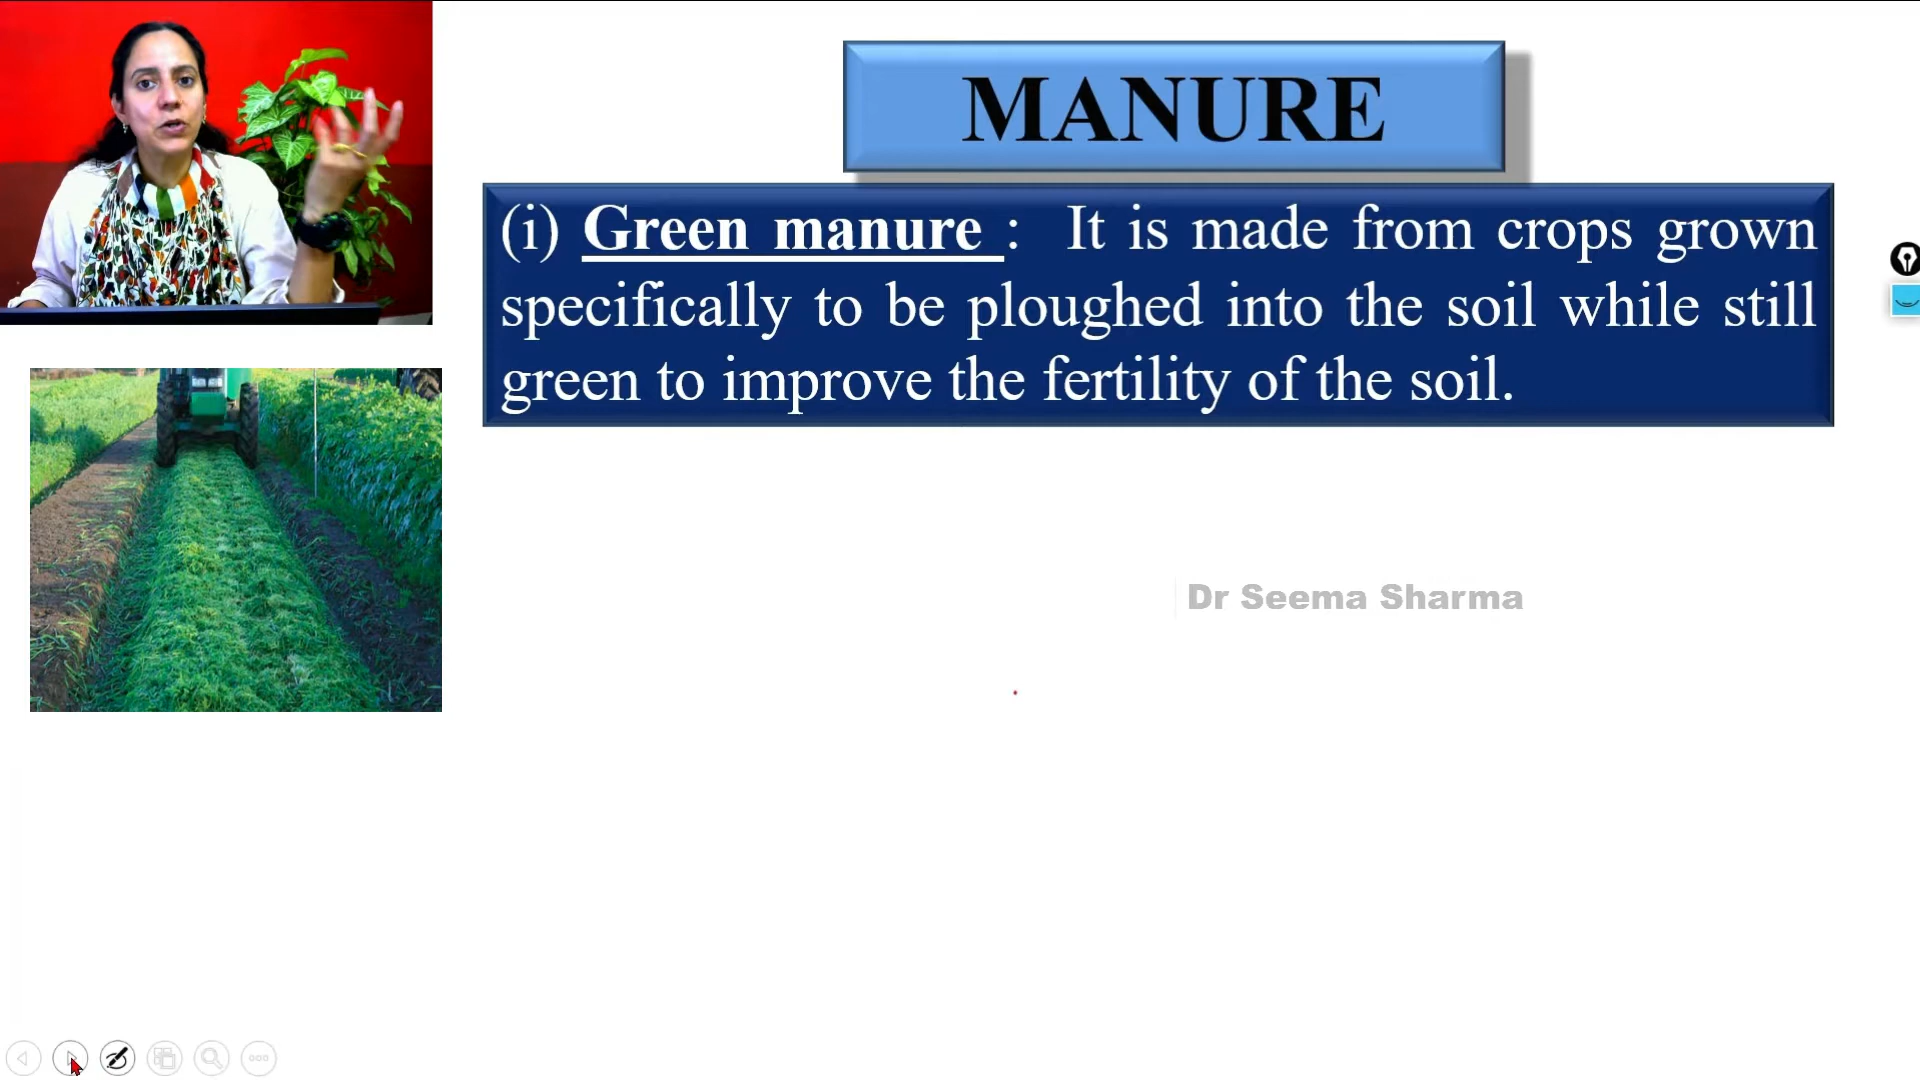 MANURE
(i) Green manure : It is made from crops grown
specifically to be ploughed into the soil while still
green to improve the fertility of the soil.
Dr Seema Sharma